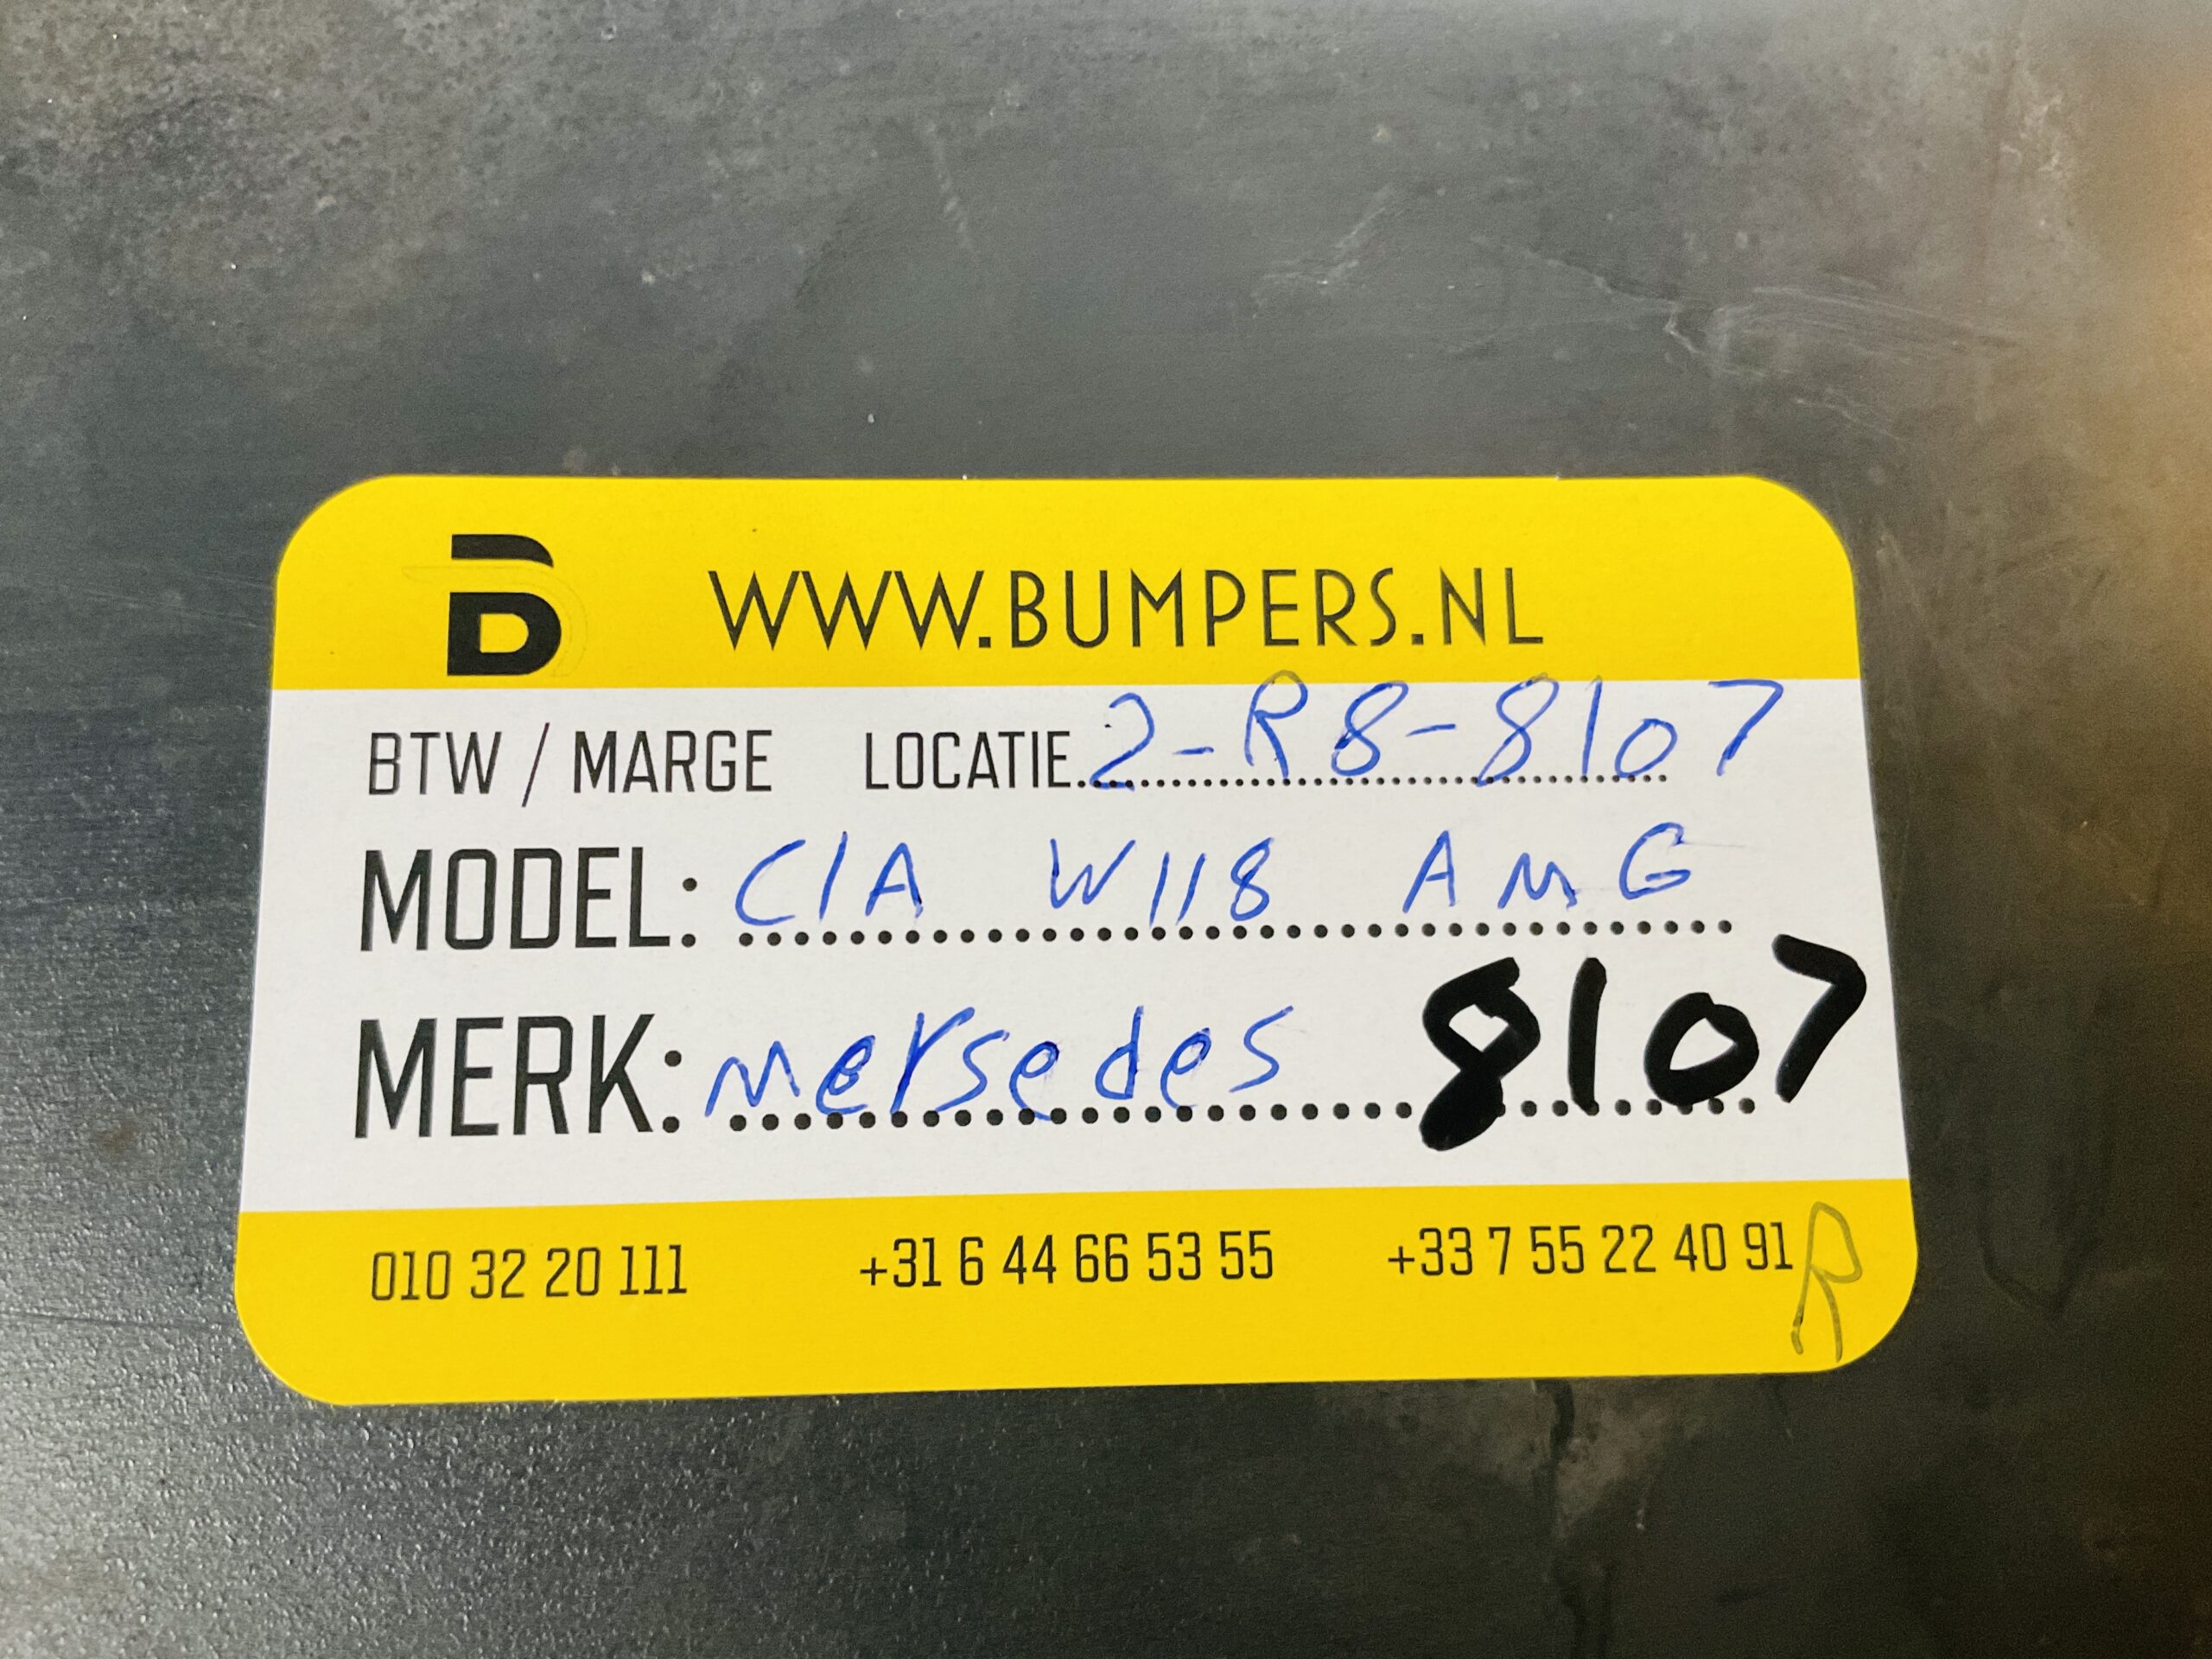 B WWW.BUMPERS.NL
BTW / MARGE LOCATIE 2-R8-8107
MODEL: ClA W118 AMG
MERK: mersedes 8107
010 32 20 111 +31 6 44 66 53 55 +33 7 55 22 40 91 R